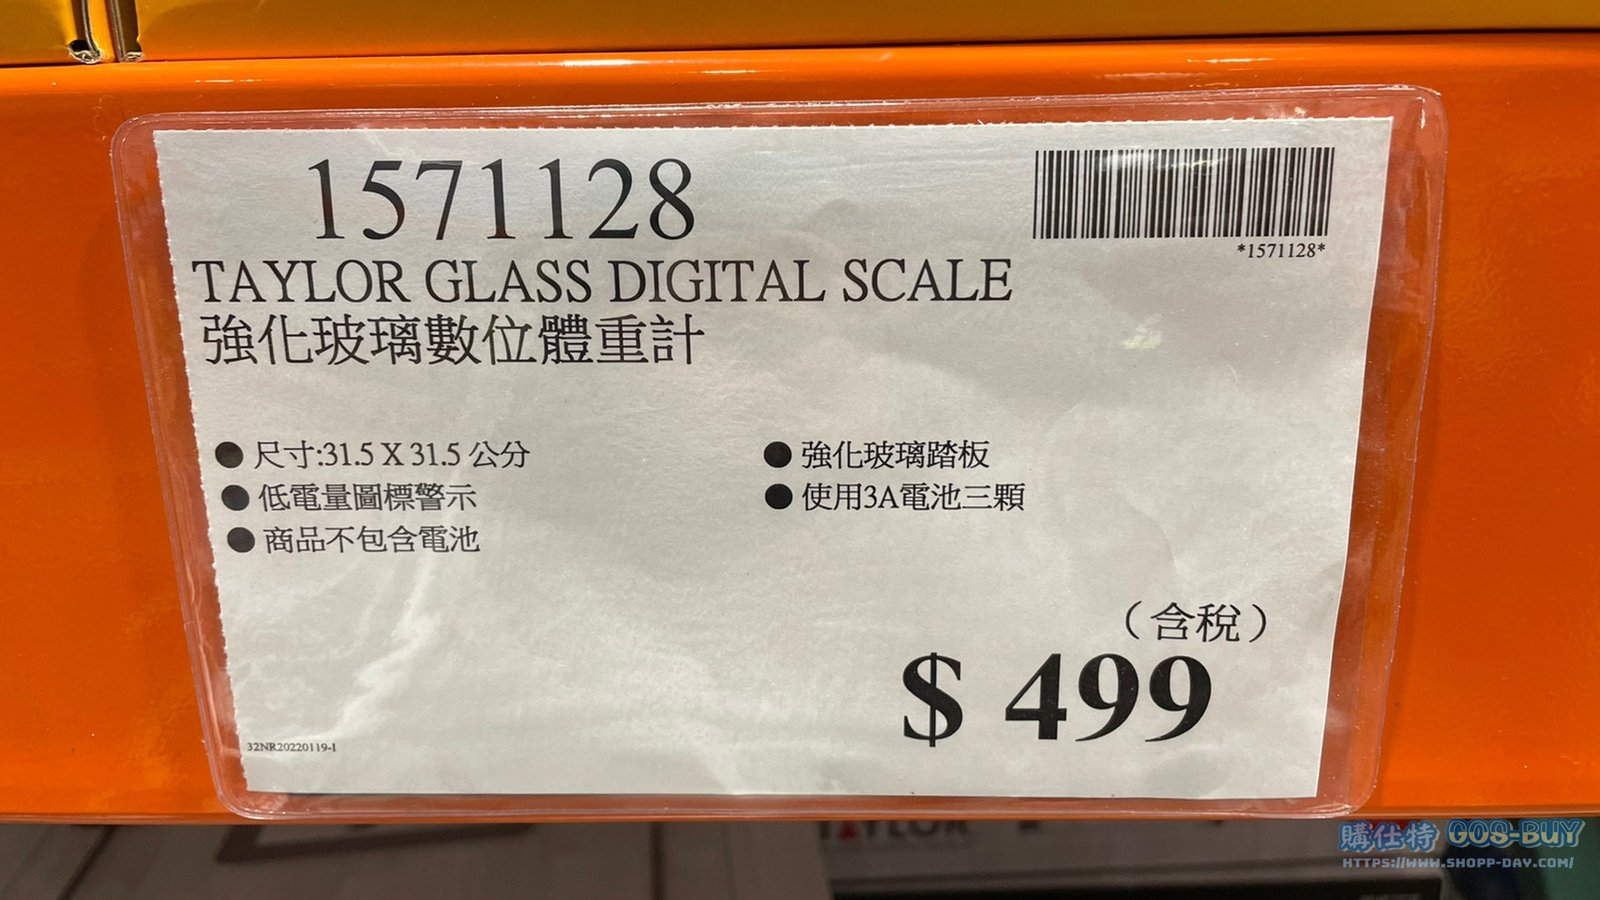 1571128
*1571128*
TAYLOR GLASS DIGITAL SCALE
強化玻璃數位體重計
●尺寸:31.5 X 31.5 公分
●強化玻璃踏板
●低電量圖標警示
●使用3A電池三顆
●商品不包含電池
（含稅）
$ 499
32NR20220119-1
TAYLOR
購仕特 GOS-BUY
HTTPS://WWW.SHOPP-DAY.COM/